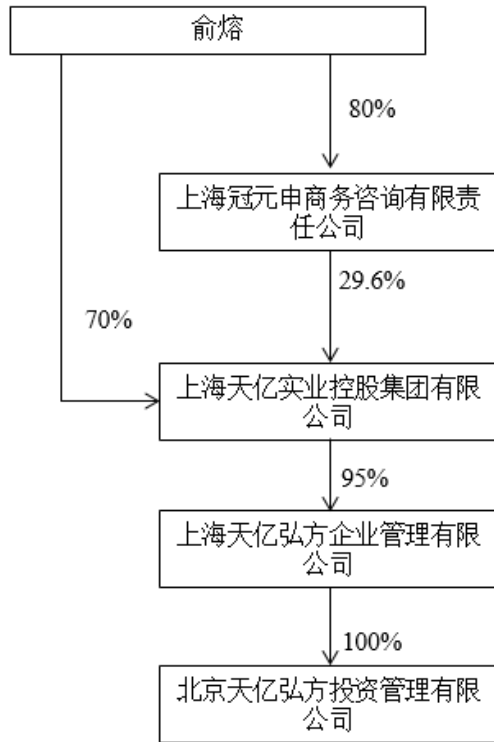 俞熔
80%
上海冠元申商务咨询有限责
任公司
29.6%
70%
上海天亿实业控股集团有限
公司
95%
上海天亿弘方企业管理有限
公司
100%
北京天亿弘方投资管理有限
公司